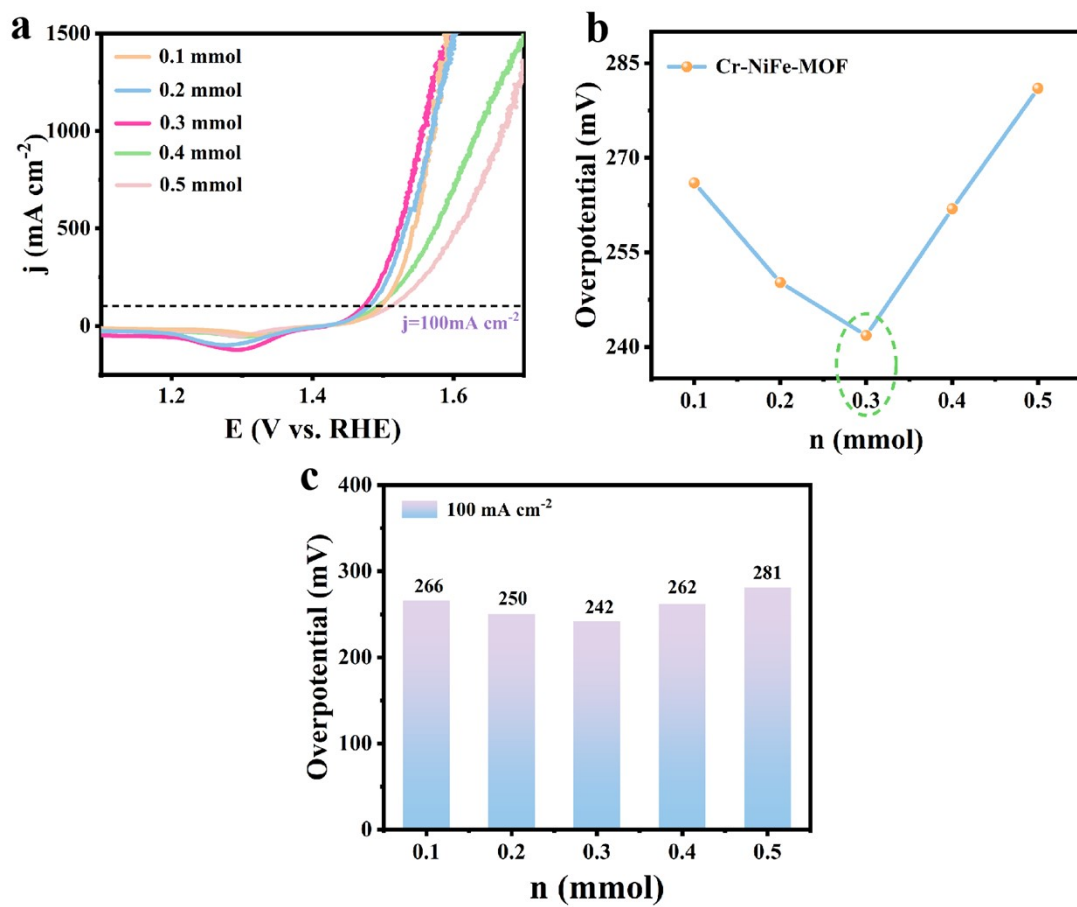 a
1500
1000
500
0
j (mA cm⁻²)
0.1 mmol
0.2 mmol
0.3 mmol
0.4 mmol
0.5 mmol
j=100mA cm⁻²
1.2
1.4
1.6
E (V vs. RHE)
b
285
270
255
240
Overpotential (mV)
Cr-NiFe-MOF
0.1
0.2
0.3
0.4
0.5
n (mmol)
c
400
300
200
100
0
Overpotential (mV)
100 mA cm⁻²
266
250
242
262
281
0.1
0.2
0.3
0.4
0.5
n (mmol)